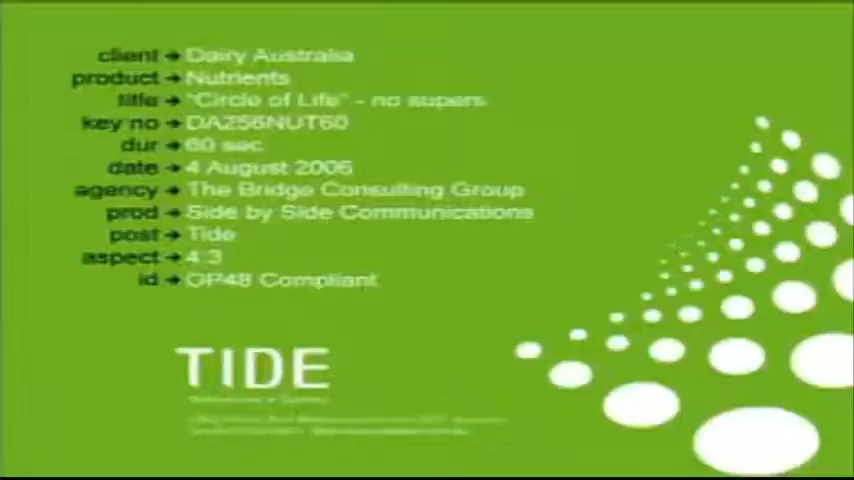 client → Dairy Australia
product → Nutrients
title → "Circle of Life" - no supers
key no → DA256NUT60
dur → 60 sec
date → 4 August 2006
agency → The Bridge Consulting Group
prod → Side by Side Communications
post → Tide
aspect → 4:3
id → OP48 Compliant
TIDE